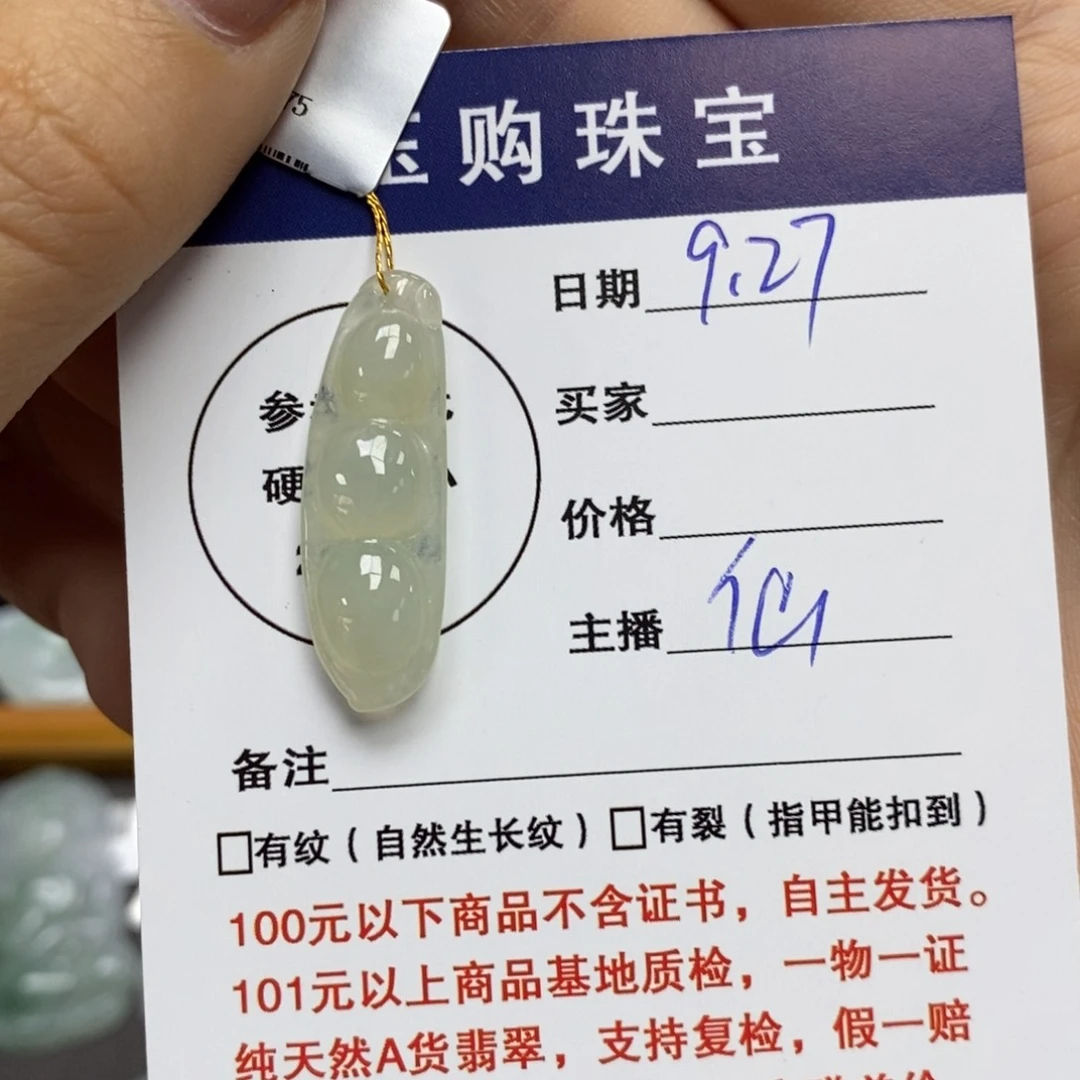 75
购珠宝
日期 9.27
买家
价格
主播
参
硬
备注
□有纹（自然生长纹）□有裂（指甲能扣到）
100元以下商品不含证书，自主发货。
101元以上商品基地质检，一物一证
纯天然A货翡翠，支持复检，假一赔